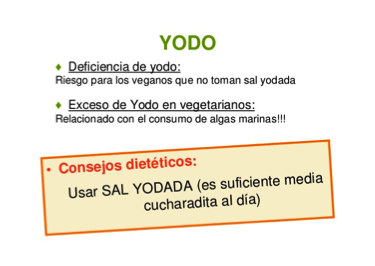 YODO
♦ Deficiencia de yodo:
Riesgo para los veganos que no toman sal yodada
♦ Exceso de Yodo en vegetarianos:
Relacionado con el consumo de algas marinas!!!
• Consejos dietéticos:
Usar SAL YODADA (es suficiente media
cucharadita al día)